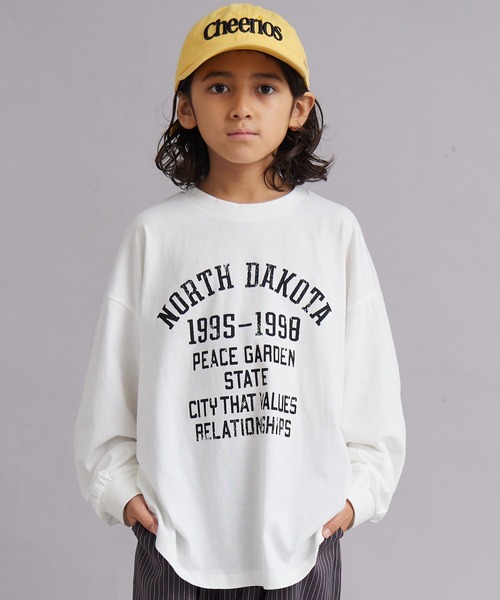 Cheerios
NORTH DAKOTA
1995-1998
PEACE GARDEN
STATE
CITY THAT VALUES
RELATIONSHIPS